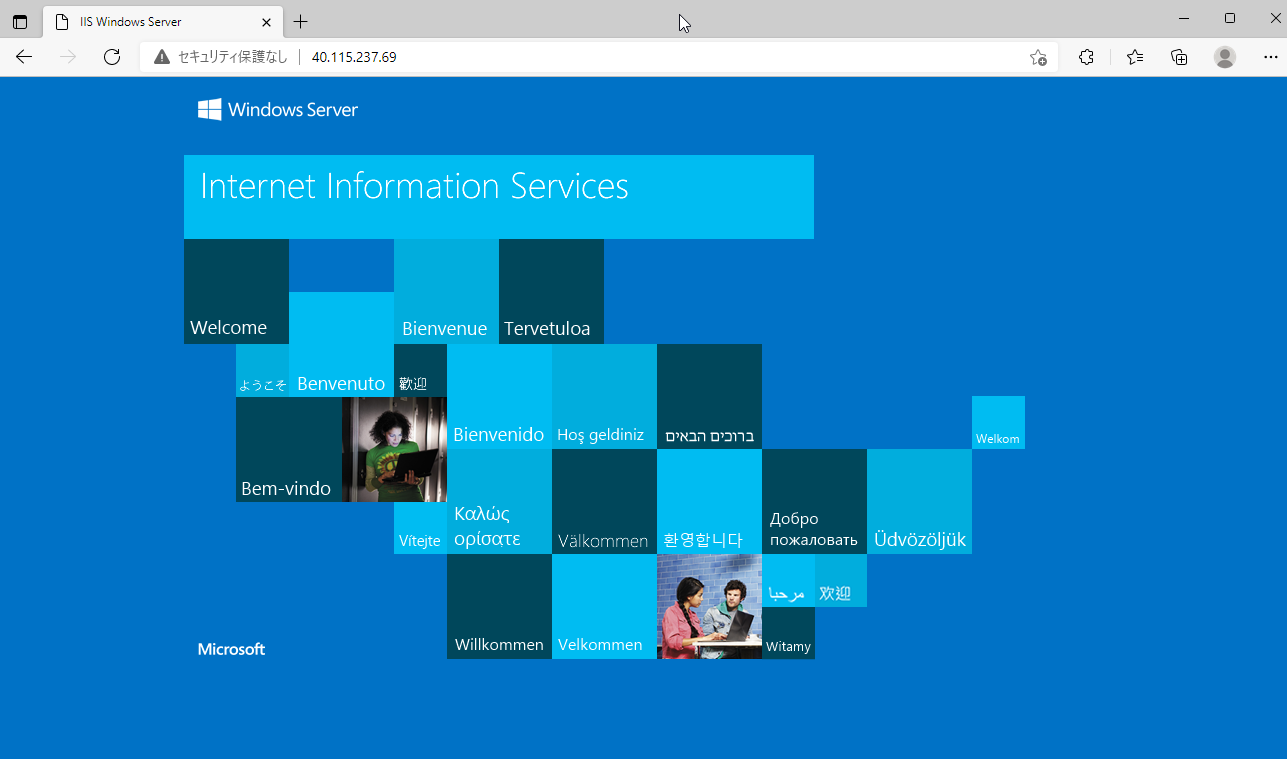 IIS Windows Server
セキュリティ保護なし
40.115.237.69
Windows Server
Internet Information Services
Welcome
Bienvenue
Tervetuloa
ようこそ
Benvenuto
歡迎
Bienvenido
Hoş geldiniz
ברוכים הבאים
Welkom
Bem-vindo
Καλώς
ορίσατε
Vítejte
Välkommen
환영합니다
Добро
пожаловать
Üdvözöljük
مرحبا
欢迎
Willkommen
Velkommen
Witamy
Microsoft